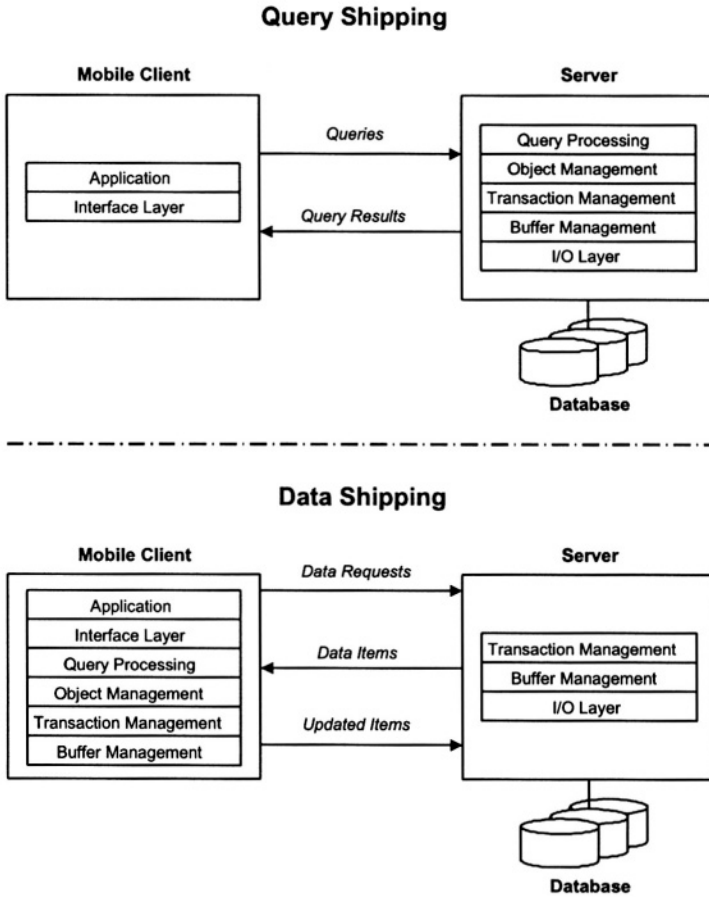 Query Shipping
Mobile Client
Server
Application
Interface Layer
Queries
Query Results
Query Processing
Object Management
Transaction Management
Buffer Management
I/O Layer
Database
Data Shipping
Mobile Client
Server
Application
Interface Layer
Query Processing
Object Management
Transaction Management
Buffer Management
Data Requests
Data Items
Updated Items
Transaction Management
Buffer Management
I/O Layer
Database